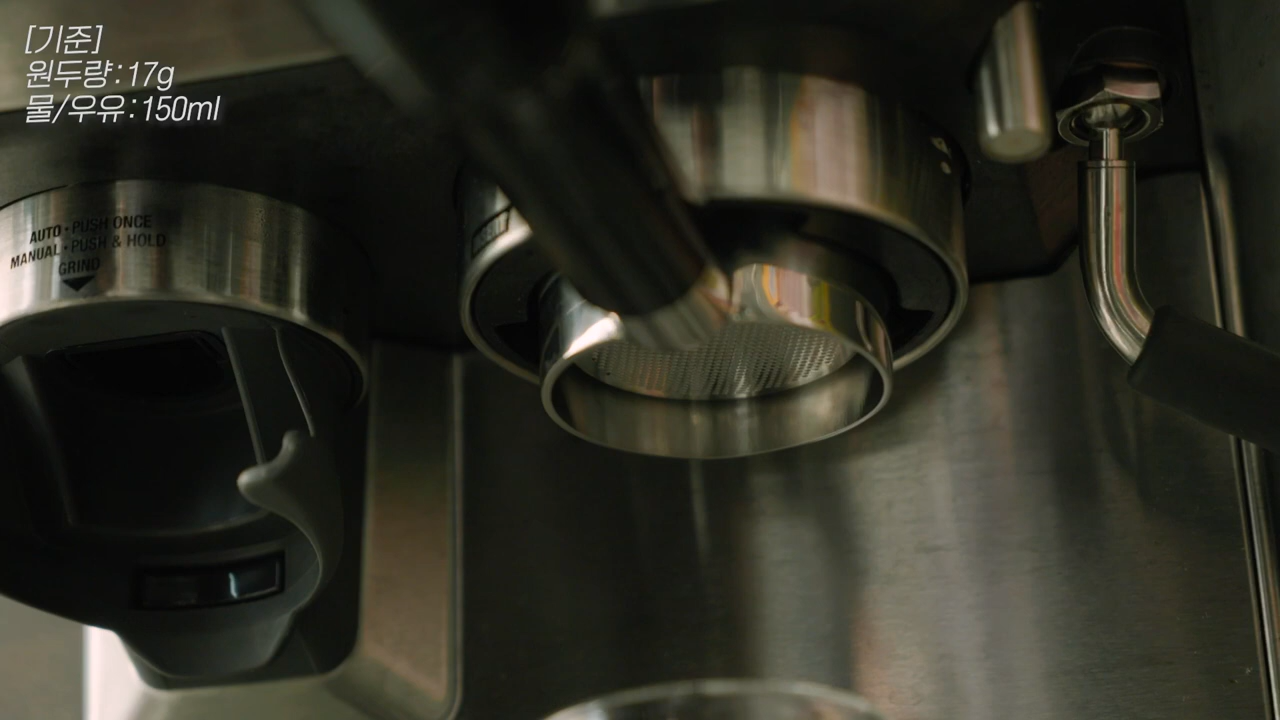 [기준]
원두량:17g
물/우유:150ml
AUTO · PUSH ONCE
MANUAL · PUSH & HOLD
GRIND